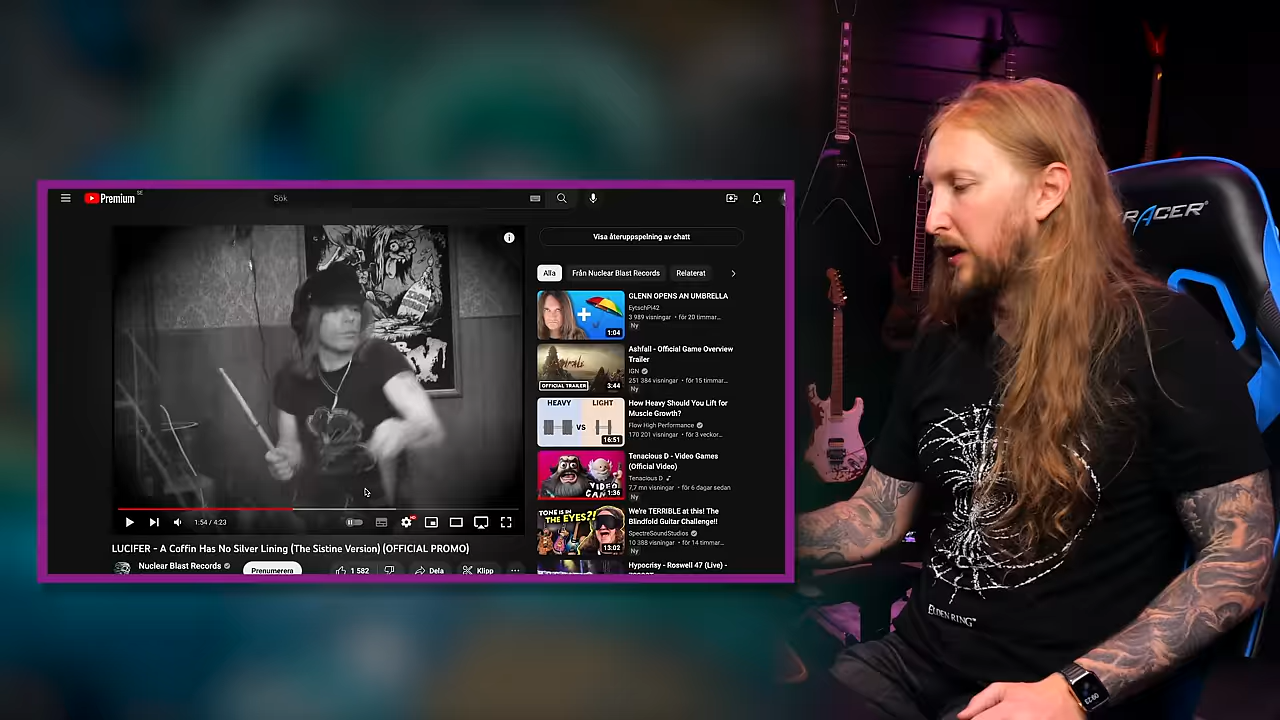 Premium SE
Sök
Visa återuppspelning av chatt
Alla
Från Nuclear Blast Records
Relaterat
GLENN OPENS AN UMBRELLA
EytschPi42
3 989 visningar • för 20 timmar...
Ny
1:04
Ashfall - Official Game Overview
Trailer
IGN
251 384 visningar • för 15 timmar...
Ny
OFFICIAL TRAILER
3:44
HEAVY
LIGHT
VS
16:51
How Heavy Should You Lift for
Muscle Growth?
Flow High Performance
170 201 visningar • för 3 veckor...
Tenacious D - Video Games
(Official Video)
Tenacious D
7,7 mn visningar • för 6 dagar sedan
Ny
1:36
TONE IS IN
THE EYES?!
13:02
We're TERRIBLE at this! The
Blindfold Guitar Challenge!!
SpectreSoundStudios
10 388 visningar • för 14 timmar...
Ny
Hypocrisy - Roswell 47 (Live) -
1:54 / 4:23
LUCIFER - A Coffin Has No Silver Lining (The Sistine Version) (OFFICIAL PROMO)
Nuclear Blast Records
Prenumerera
1 582
Dela
Klipp
RACER
ELDEN RING
09:23